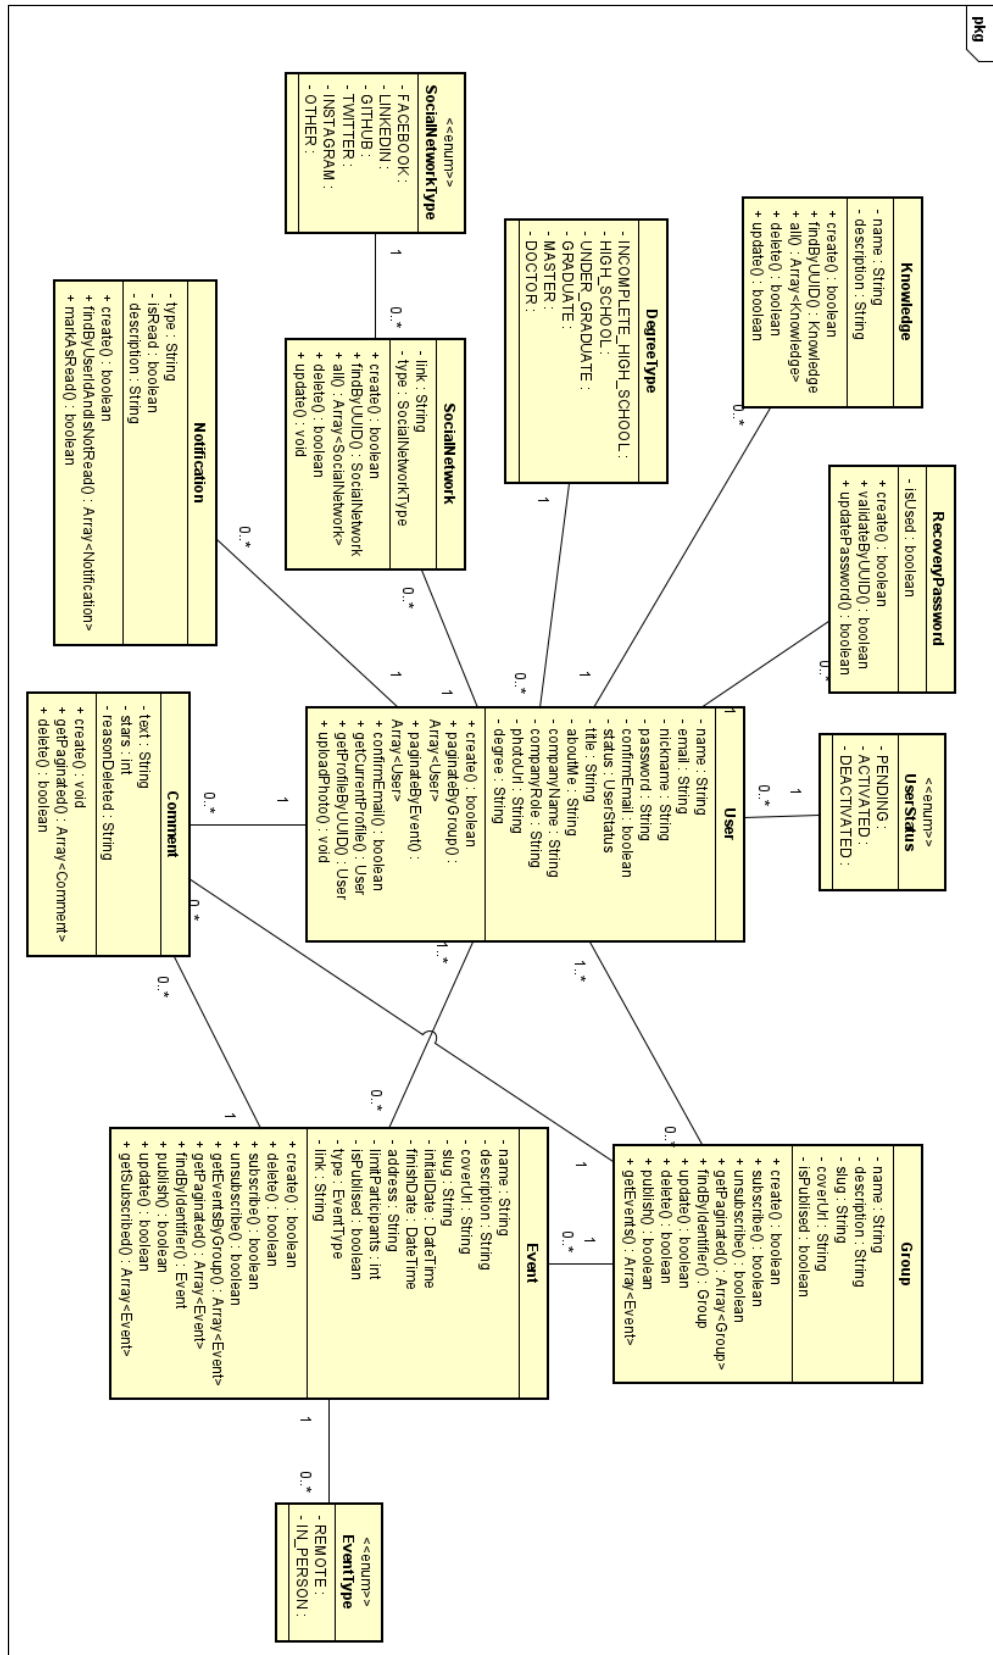 pkg
Knowledge
- name : String
- description : String
+ create() : boolean
+ findByUUID() : Knowledge
+ all() : Array<Knowledge>
+ delete() : boolean
+ update() : boolean
0..*
1
RecoveryPassword
- isUsed : boolean
+ create() : boolean
+ validateByUUID() : boolean
+ updatePassword() : boolean
0..*
1
<<enum>>
UserStatus
- PENDING :
- ACTIVATED :
- DEACTIVATED :
1
0..*
Group
- name : String
- description : String
- slug : String
- coverUrl : String
- isPublised : boolean
+ create() : boolean
+ subscribe() : boolean
+ unsubscribe() : boolean
+ getPaginated() : Array<Group>
+ findByIdentifier() : Group
+ update() : boolean
+ delete() : boolean
+ publish() : boolean
+ getEvents() : Array<Event>
0..*
1..*
1
1
0..*
DegreeType
- INCOMPLETE_HIGH_SCHOOL :
- HIGH_SCHOOL :
- UNDER_GRADUATE :
- GRADUATE :
- MASTER :
- DOCTOR :
1
0..*
User
- name : String
- email : String
- nickname : String
- password : String
- confirmEmail : boolean
- status : UserStatus
- title : String
- aboutMe : String
- companyName : String
- companyRole : String
- photoUrl : String
- degree : String
+ create() : boolean
+ paginateByGroup() :
Array<User>
+ paginateByEvent() :
Array<User>
+ confirmEmail() : boolean
+ getCurrentProfile() : User
+ getProfileByUUID() : User
+ uploadPhoto() : void
<<enum>>
SocialNetworkType
- FACEBOOK :
- LINKEDIN :
- GITHUB :
- TWITTER :
- INSTAGRAM :
- OTHER :
1
0..*
SocialNetwork
- link : String
- type : SocialNetworkType
+ create() : boolean
+ findByUUID() : SocialNetwork
+ all() : Array<SocialNetwork>
+ delete() : boolean
+ update() : void
0..*
1
1..*
0..*
Event
- name : String
- description : String
- coverUrl : String
- slug : String
- initialDate : DateTime
- finishDate : DateTime
- address : String
- limitParticipants : int
- isPublised : boolean
- type : EventType
- link : String
+ create() : boolean
+ delete() : boolean
+ subscribe() : boolean
+ unsubscribe() : boolean
+ getEventsByGroup() : Array<Event>
+ getPaginated() : Array<Event>
+ findByIdentifier() : Event
+ publish() : boolean
+ update() : boolean
+ getSubscribed() : Array<Event>
1
0..*
<<enum>>
EventType
- REMOTE :
- IN_PERSON :
Notification
- type : String
- isRead : boolean
- description : String
+ create() : boolean
+ findByUserIdAndIsNotRead() : Array<Notification>
+ markAsRead() : boolean
0..*
1
1
0..*
0..*
Comment
- text : String
- stars : int
- reasonDeleted : String
+ create() : void
+ getPaginated() : Array<Comment>
+ delete() : boolean
0..*
1